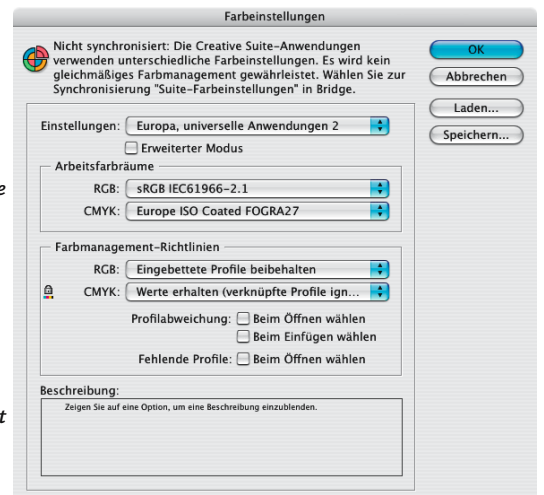 Farbeinstellungen
Nicht synchronisiert: Die Creative Suite-Anwendungen
verwenden unterschiedliche Farbeinstellungen. Es wird kein
gleichmäßiges Farbmanagement gewährleistet. Wählen Sie zur
Synchronisierung "Suite-Farbeinstellungen" in Bridge.
OK
Abbrechen
Laden...
Speichern...
Einstellungen: Europa, universelle Anwendungen 2
Erweiterter Modus
Arbeitsfarbräume
e
RGB: sRGB IEC61966-2.1
CMYK: Europe ISO Coated FOGRA27
Farbmanagement-Richtlinien
RGB: Eingebettete Profile beibehalten
CMYK: Werte erhalten (verknüpfte Profile ign...
Profilabweichung: Beim Öffnen wählen
Beim Einfügen wählen
Fehlende Profile: Beim Öffnen wählen
Beschreibung:
Zeigen Sie auf eine Option, um eine Beschreibung einzublenden.
t